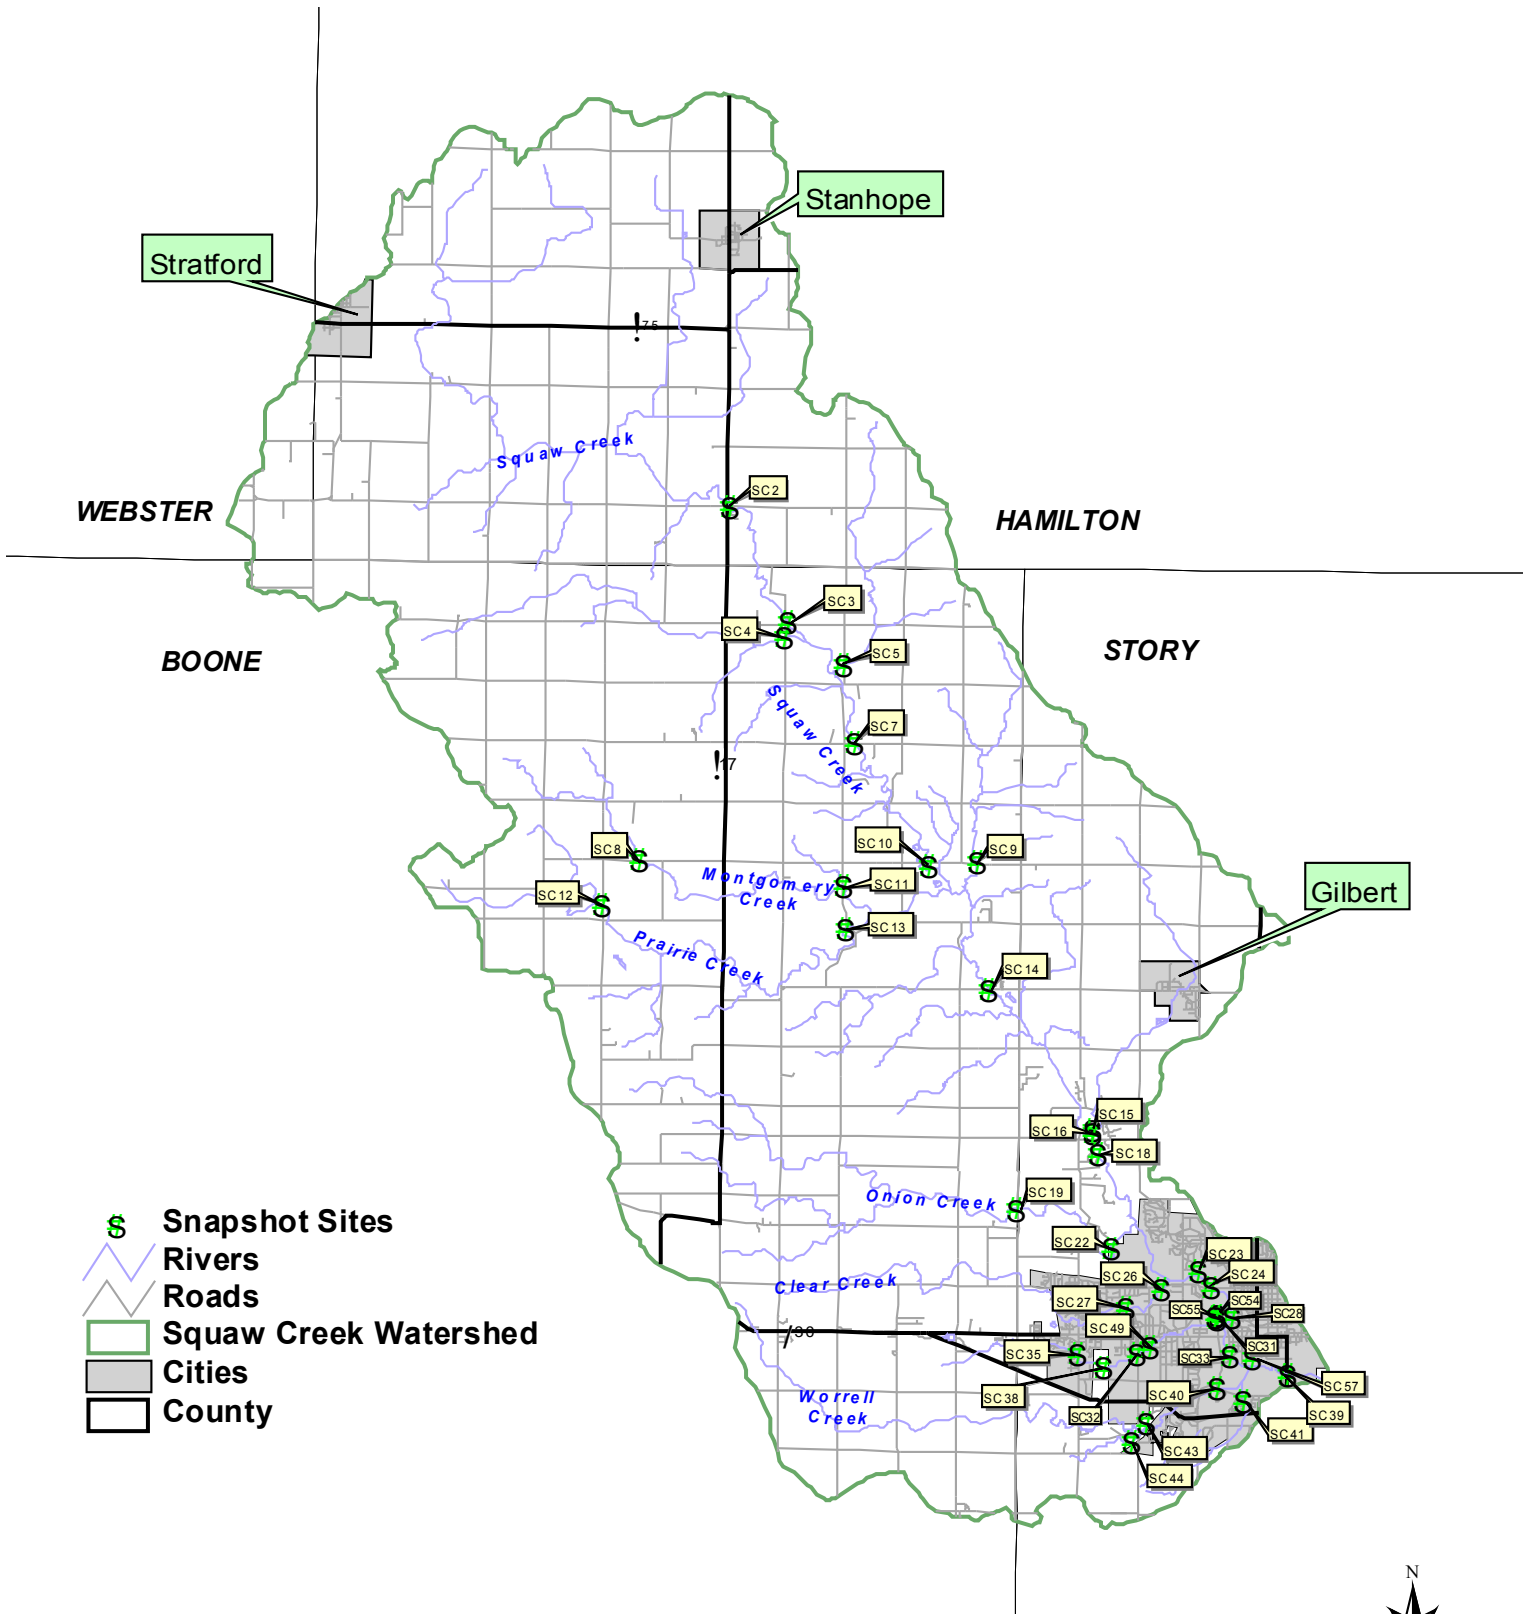 Stanhope
Stratford
75
Squaw Creek
SC2
WEBSTER
HAMILTON
SC3
SC4
BOONE
STORY
SC5
Squaw Creek
SC7
17
SC10
SC9
SC8
Montgomery
Creek
SC11
SC12
Gilbert
SC13
Prairie Creek
SC14
SC15
SC16
SC18
Onion Creek
SC19
SC22
SC23
SC24
SC26
Clear Creek
SC27
SC55
SC54
SC28
SC49
30
SC35
SC33
SC31
SC57
SC38
SC32
SC40
SC39
Worrell
Creek
SC41
SC43
SC44
S Snapshot Sites
Rivers
Roads
Squaw Creek Watershed
Cities
County
N